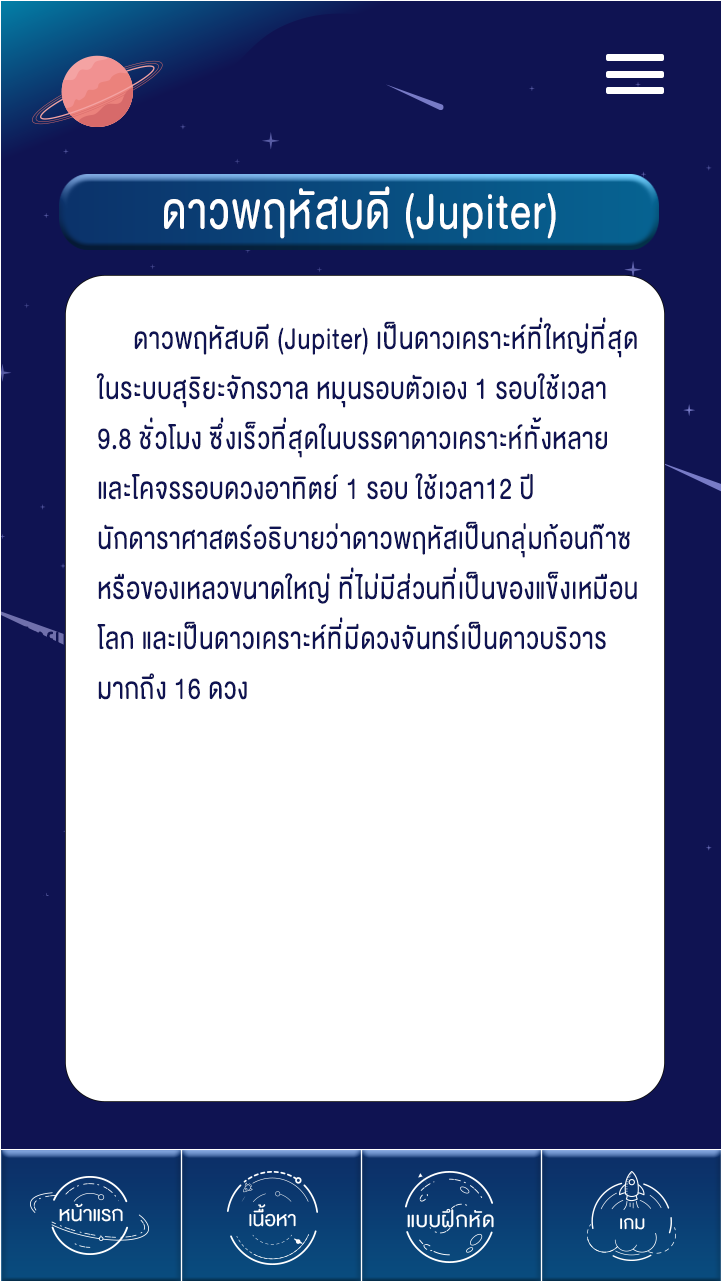 ดาวพฤหัสบดี (Jupiter)
ดาวพฤหัสบดี (Jupiter) เป็นดาวเคราะห์ที่ใหญ่ที่สุด
ในระบบสุริยะจักรวาล หมุนรอบตัวเอง 1 รอบใช้เวลา
9.8 ชั่วโมง ซึ่งเร็วที่สุดในบรรดาดาวเคราะห์ทั้งหลาย
และโคจรรอบดวงอาทิตย์ 1 รอบ ใช้เวลา12 ปี
นักดาราศาสตร์อธิบายว่าดาวพฤหัสเป็นกลุ่มก้อนก๊าซ
หรือของเหลวขนาดใหญ่ ที่ไม่มีส่วนที่เป็นของแข็งเหมือน
โลก และเป็นดาวเคราะห์ที่มีดวงจันทร์เป็นดาวบริวาร
มากถึง 16 ดวง
หน้าแรก
เนื้อหา
แบบฝึกหัด
เกม